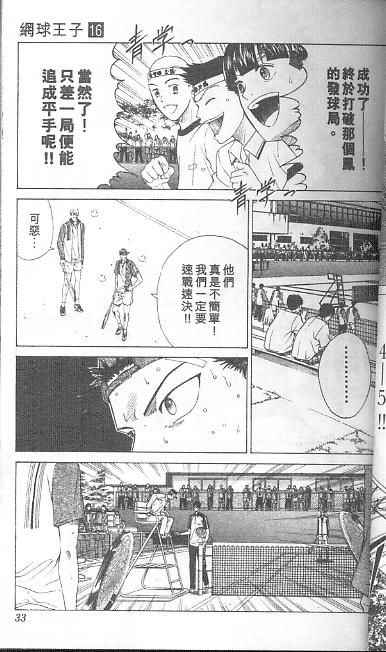 網球王子 16
青学～
成功了——！
終於打破那個鳳
的發球局。
當然了！
只差一局便能
追成平手呢!!
青学～
…………
4－5!!
他們
真是不簡單！
我們一定要
速戰速決!!
可惡…
33